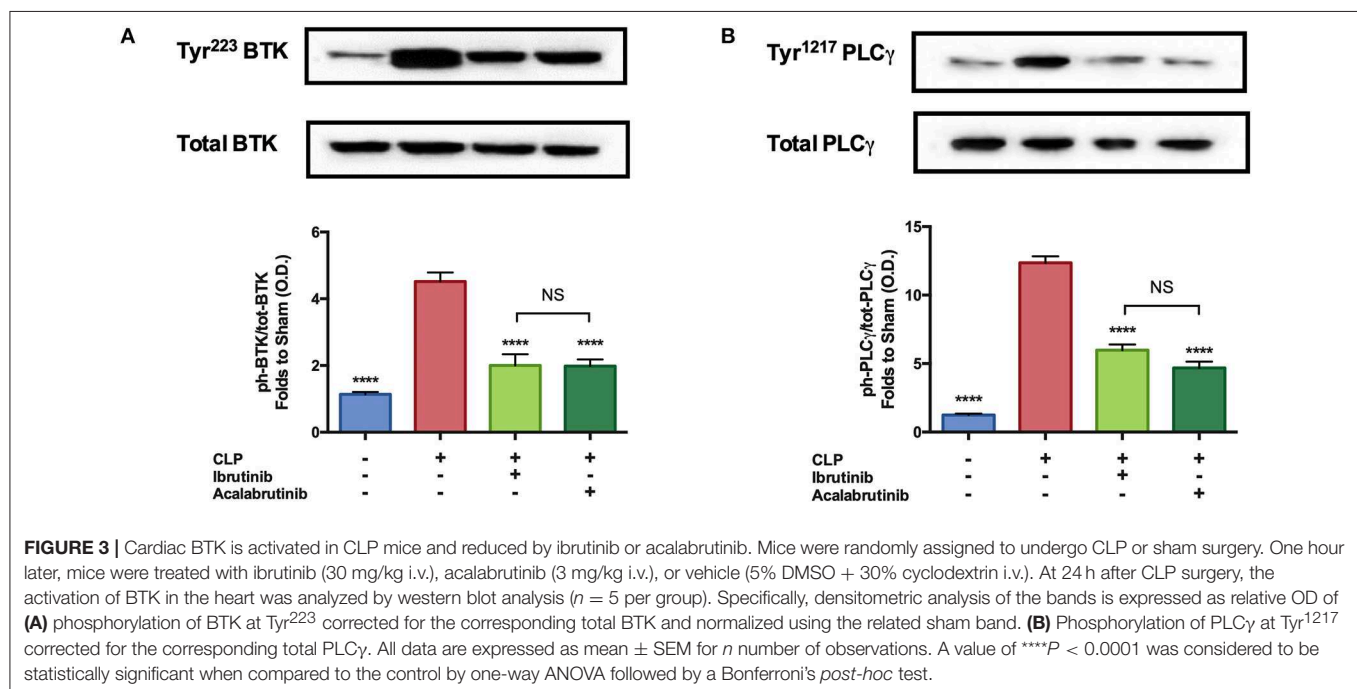 A
Tyr²²³ BTK
Total BTK
ph-BTK/tot-BTK
Folds to Sham (O.D.)
6
4
2
0
****
NS
****
****
CLP - + + +
Ibrutinib - - + -
Acalabrutinib - - - +
B
Tyr¹²¹⁷ PLCγ
Total PLCγ
ph-PLCγ/tot-PLCγ
Folds to Sham (O.D.)
15
10
5
0
****
NS
****
****
CLP - + + +
Ibrutinib - - + -
Acalabrutinib - - - +
FIGURE 3 | Cardiac BTK is activated in CLP mice and reduced by ibrutinib or acalabrutinib. Mice were randomly assigned to undergo CLP or sham surgery. One hour
later, mice were treated with ibrutinib (30 mg/kg i.v.), acalabrutinib (3 mg/kg i.v.), or vehicle (5% DMSO + 30% cyclodextrin i.v.). At 24 h after CLP surgery, the
activation of BTK in the heart was analyzed by western blot analysis (n = 5 per group). Specifically, densitometric analysis of the bands is expressed as relative OD of
(A) phosphorylation of BTK at Tyr²²³ corrected for the corresponding total BTK and normalized using the related sham band. (B) Phosphorylation of PLCγ at Tyr¹²¹⁷
corrected for the corresponding total PLCγ. All data are expressed as mean ± SEM for n number of observations. A value of ****P < 0.0001 was considered to be
statistically significant when compared to the control by one-way ANOVA followed by a Bonferroni's post-hoc test.